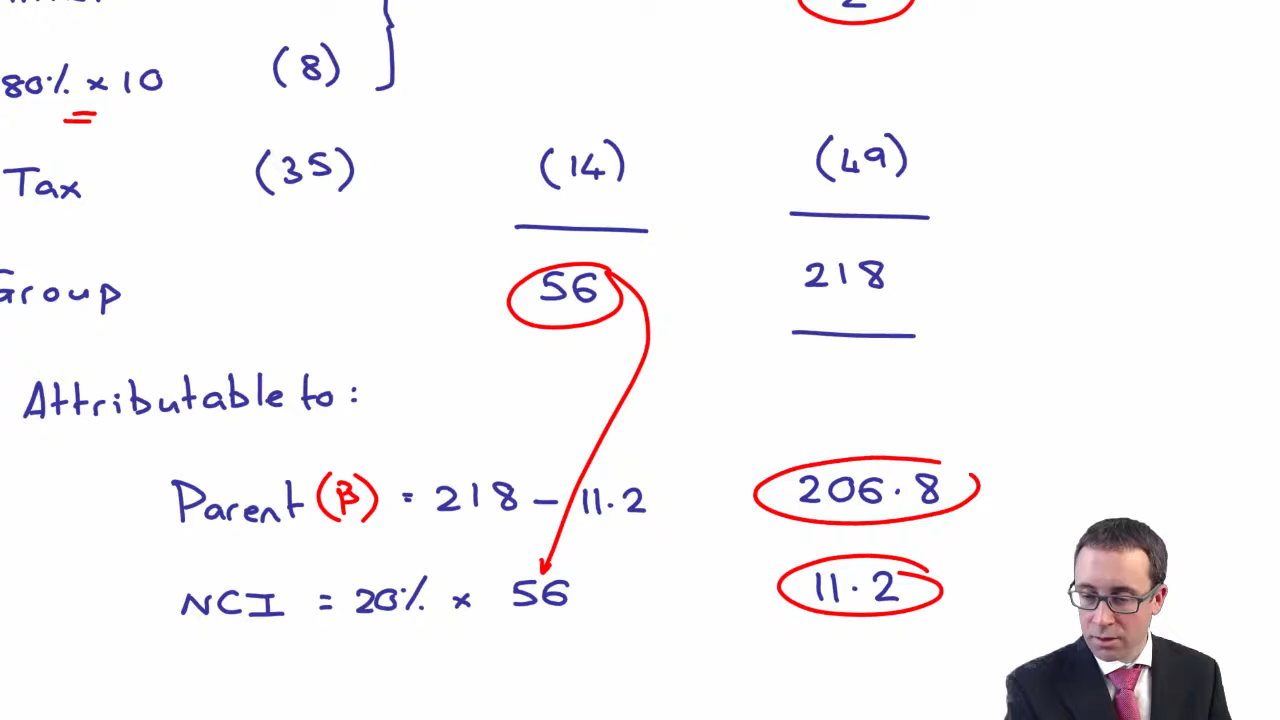 2
80% × 10 (8)
Tax (35) (14) (49)
Group 56 218
Attributable to:
Parent (B) = 218 - 11.2 206.8
NCI = 20% × 56 11.2